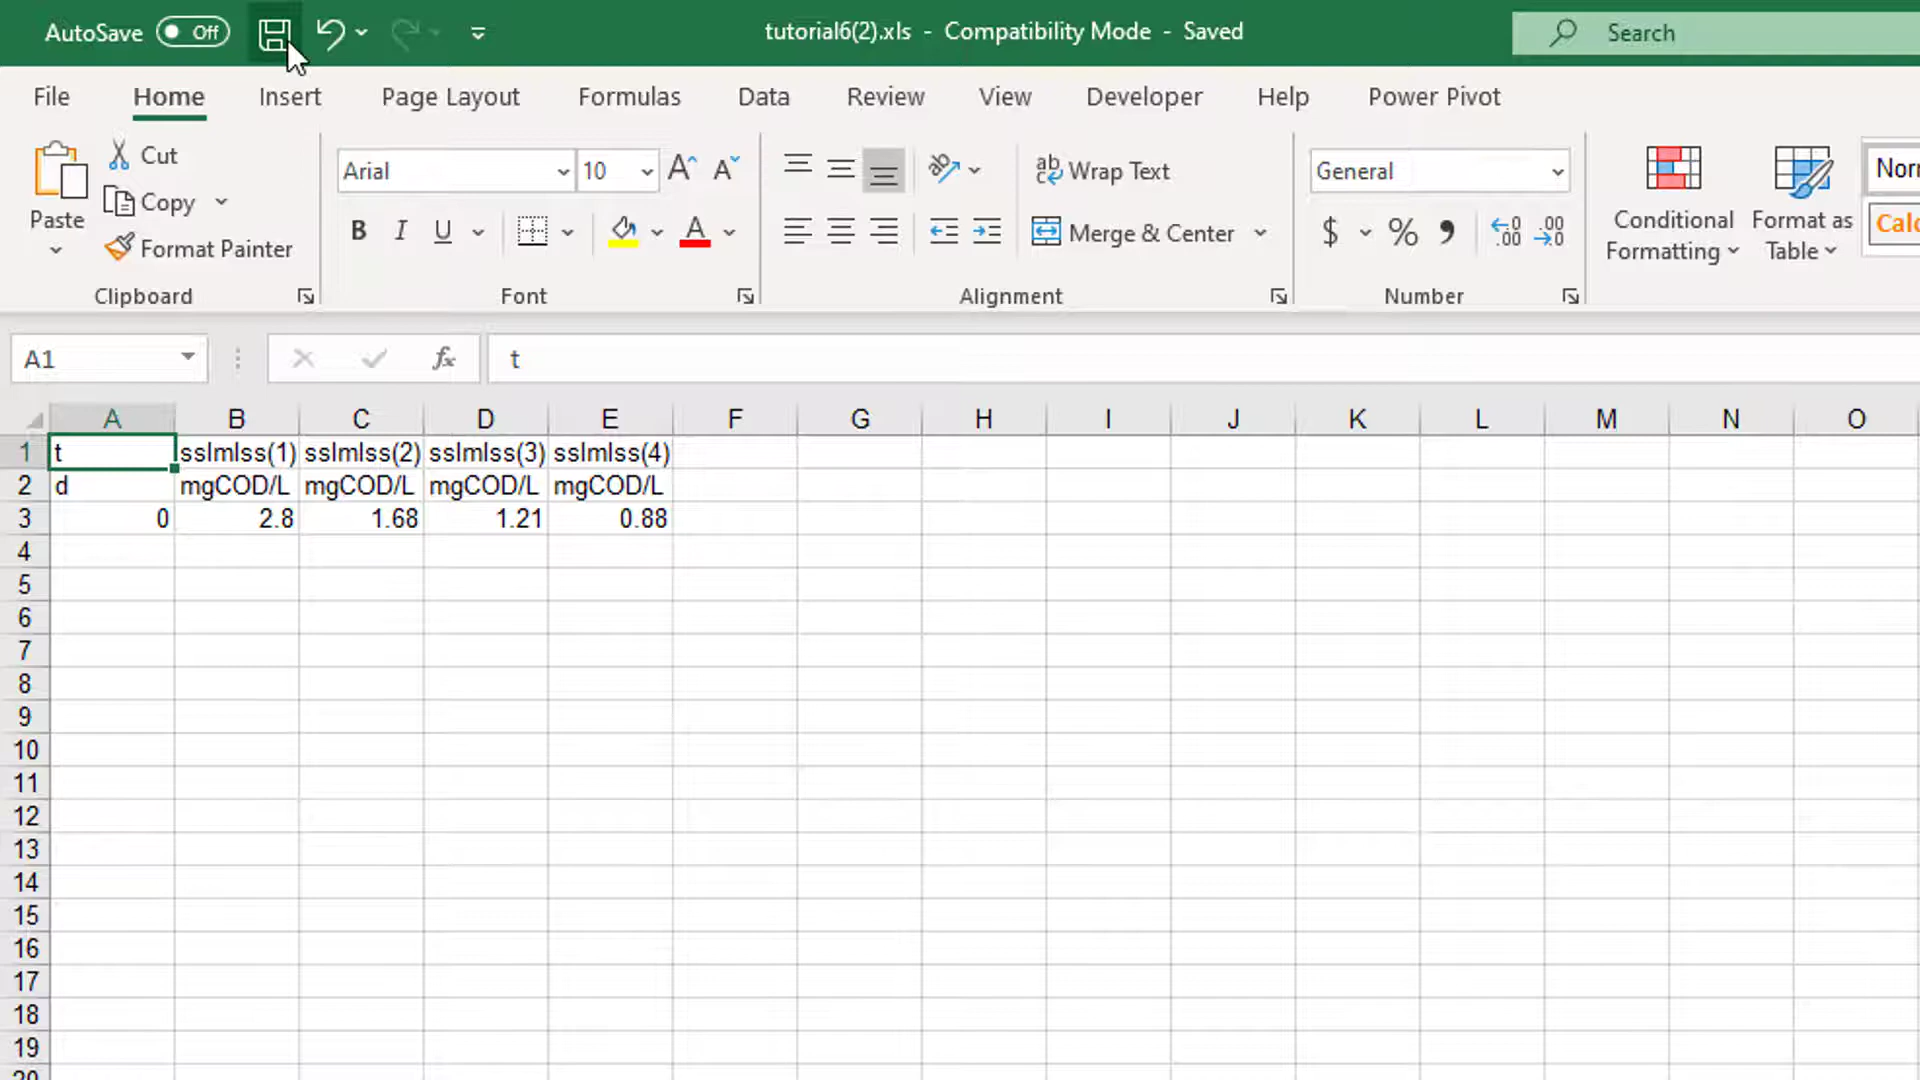 AutoSave Off tutorial6(2).xls - Compatibility Mode - Saved Search
File Home Insert Page Layout Formulas Data Review View Developer Help Power Pivot
Paste
Cut
Copy
Format Painter
Clipboard
Arial 10
B I U A
Font
Wrap Text
Merge & Center
Alignment
General
$ % 9
Number
Conditional Formatting
Format as Table
Clipboard
A1 fx t
A B C D E F G H I J K L M N O
1 t sslmlss(1) sslmlss(2) sslmlss(3) sslmlss(4)
2 d mgCOD/L mgCOD/L mgCOD/L mgCOD/L
3 0 2.8 1.68 1.21 0.88
4
5
6
7
8
9
10
11
12
13
14
15
16
17
18
19
20